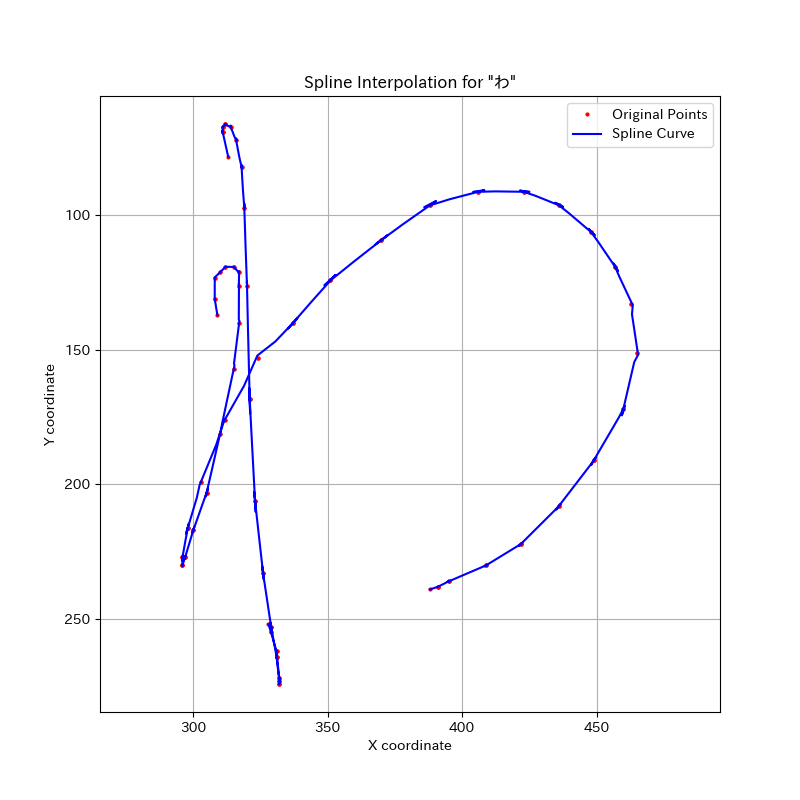 Spline Interpolation for "わ"
Original Points
Spline Curve
Y coordinate
100
150
200
250
300 350 400 450
X coordinate